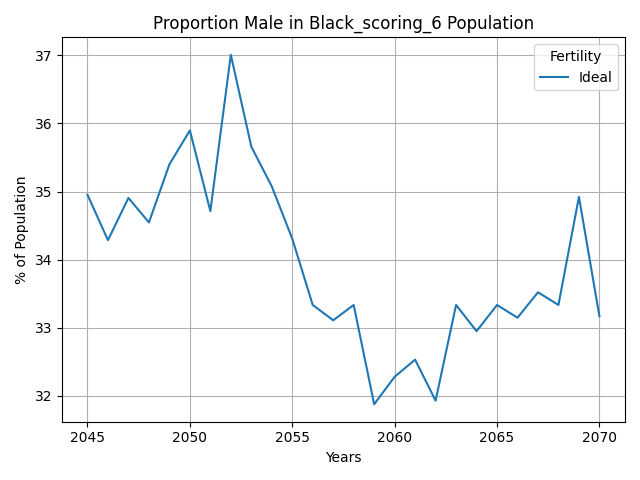 Proportion Male in Black_scoring_6 Population
Fertility
Ideal
37
36
35
34
33
32
% of Population
2045
2050
2055
2060
2065
2070
Years